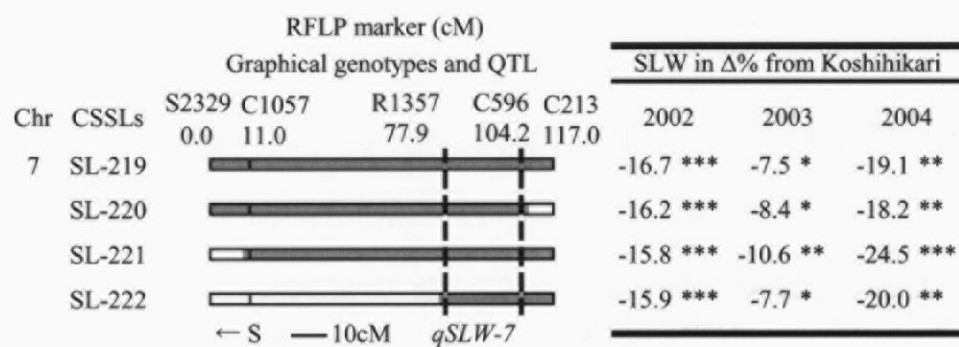 RFLP marker (cM)
Graphical genotypes and QTL
SLW in Δ% from Koshihikari
Chr CSSLs S2329 C1057 R1357 C596 C213 2002 2003 2004
0.0 11.0 77.9 104.2 117.0
7 SL-219 -16.7 *** -7.5 * -19.1 **
SL-220 -16.2 *** -8.4 * -18.2 **
SL-221 -15.8 *** -10.6 ** -24.5 ***
SL-222 -15.9 *** -7.7 * -20.0 **
← S 10cM qSLW-7